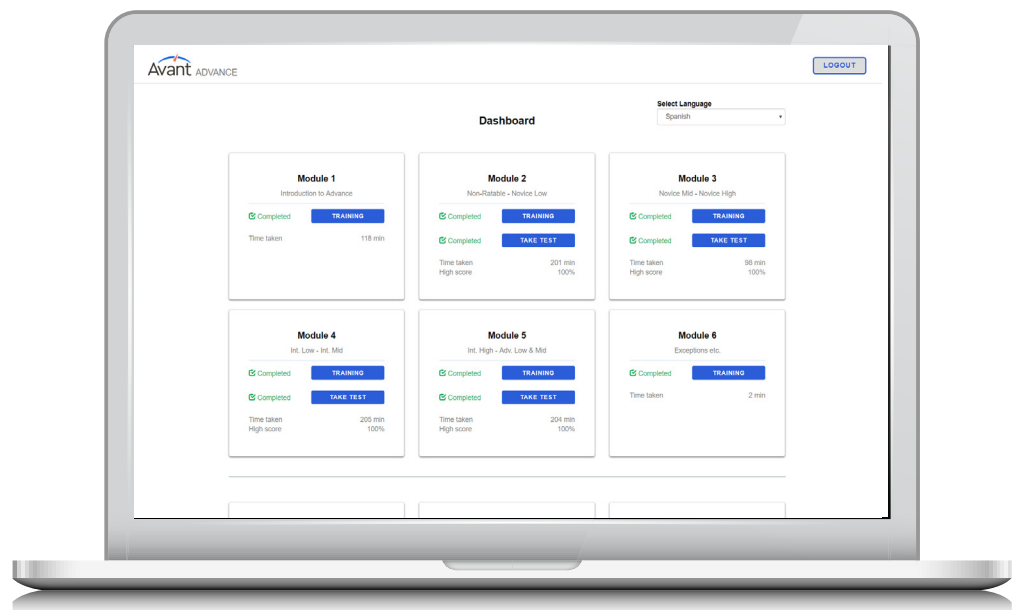 Avant ADVANCE
LOGOUT
Select Language
Spanish
Dashboard
Module 1
Introduction to Advance
Completed TRAINING
Time taken 118 min
Module 2
Non-Ratable - Novice Low
Completed TRAINING
Completed TAKE TEST
Time taken 201 min
High score 100%
Module 3
Novice Mid - Novice High
Completed TRAINING
Completed TAKE TEST
Time taken 98 min
High score 100%
Module 4
Int. Low - Int. Mid
Completed TRAINING
Completed TAKE TEST
Time taken 205 min
High score 100%
Module 5
Int. High - Adv. Low & Mid
Completed TRAINING
Completed TAKE TEST
Time taken 204 min
High score 100%
Module 6
Exceptions etc.
Completed TRAINING
Time taken 2 min